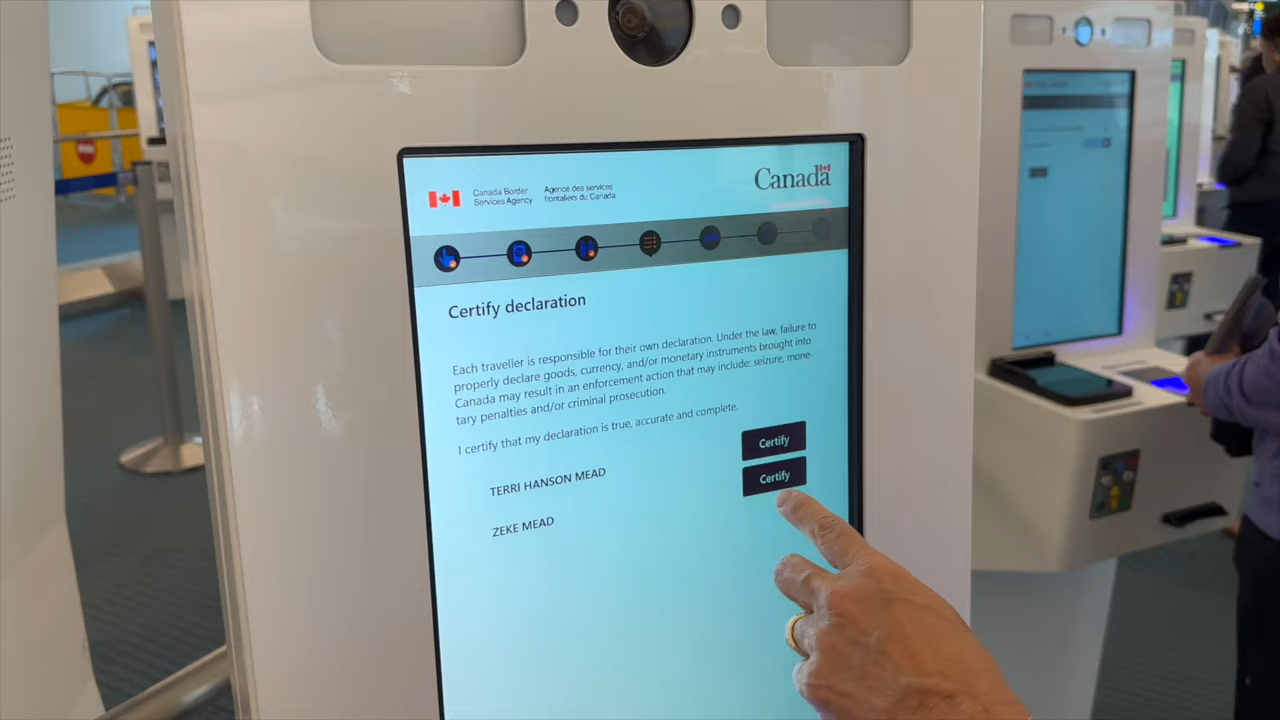 Canada Border
Services Agency
Agence des services
frontaliers du Canada
Canada
Certify declaration
Each traveller is responsible for their own declaration. Under the law, failure to
properly declare goods, currency, and/or monetary instruments brought into
Canada may result in an enforcement action that may include: seizure, mone-
tary penalties and/or criminal prosecution.
I certify that my declaration is true, accurate and complete.
Certify
TERRI HANSON MEAD
Certify
ZEKE MEAD